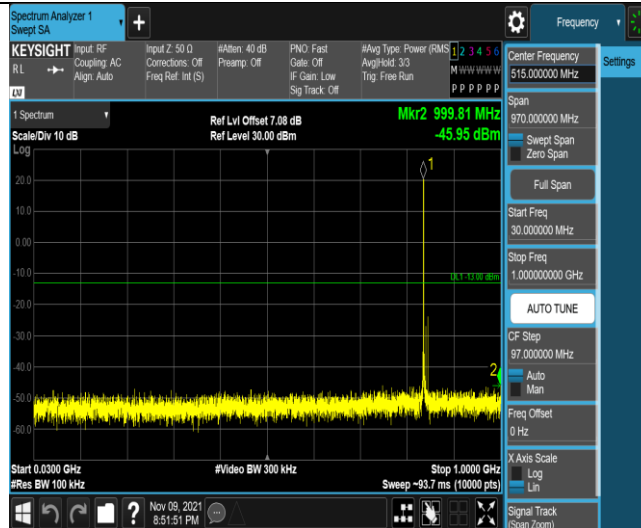 Spectrum Analyzer 1
Swept SA
Frequency
KEYSIGHT
R L
LXI
Input: RF
Coupling: AC
Align: Auto
Input Z: 50 Ω
Corrections: Off
Freq Ref: Int (S)
#Atten: 40 dB
Preamp: Off
PNO: Fast
Gate: Off
IF Gain: Low
Sig Track: Off
#Avg Type: Power (RMS
Avg|Hold: 3/3
Trig: Free Run
1 2 3 4 5 6
M W W W W W
P P P P P P
1 Spectrum
Scale/Div 10 dB
Ref Lvl Offset 7.08 dB
Ref Level 30.00 dBm
Mkr2 999.81 MHz
-45.95 dBm
Log
1
20.0
10.0
0.00
-10.0
DL1 -13.00 dBm
-20.0
-30.0
-40.0
2
-50.0
-60.0
Start 0.0300 GHz
#Video BW 300 kHz
Stop 1.0000 GHz
#Res BW 100 kHz
Sweep ~93.7 ms (10000 pts)
?
Nov 09, 2021
8:51:51 PM
Center Frequency
515.000000 MHz
Settings
Span
970.000000 MHz
Swept Span
Zero Span
Full Span
Start Freq
30.000000 MHz
Stop Freq
1.000000000 GHz
AUTO TUNE
CF Step
97.000000 MHz
Auto
Man
Freq Offset
0 Hz
X Axis Scale
Log
Lin
Signal Track
(Span Zoom)